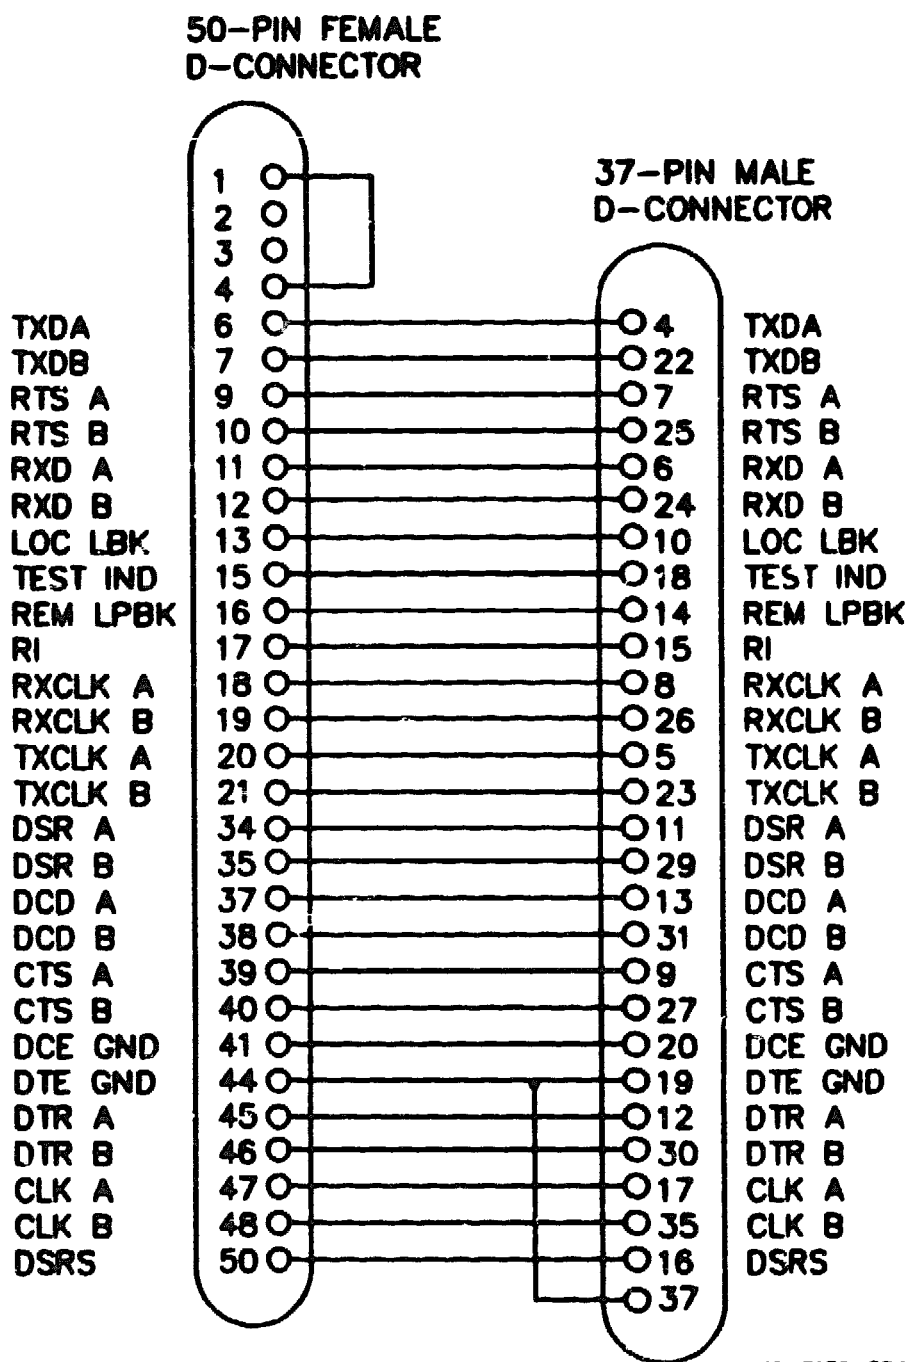 50-PIN FEMALE
D-CONNECTOR
37-PIN MALE
D-CONNECTOR
1
2
3
4
TXDA 6 4 TXDA
TXDB 7 22 TXDB
RTS A 9 7 RTS A
RTS B 10 25 RTS B
RXD A 11 6 RXD A
RXD B 12 24 RXD B
LOC LBK 13 10 LOC LBK
TEST IND 15 18 TEST IND
REM LPBK 16 14 REM LPBK
RI 17 15 RI
RXCLK A 18 8 RXCLK A
RXCLK B 19 26 RXCLK B
TXCLK A 20 5 TXCLK A
TXCLK B 21 23 TXCLK B
DSR A 34 11 DSR A
DSR B 35 29 DSR B
DCD A 37 13 DCD A
DCD B 38 31 DCD B
CTS A 39 9 CTS A
CTS B 40 27 CTS B
DCE GND 41 20 DCE GND
DTE GND 44 19 DTE GND
DTR A 45 12 DTR A
DTR B 46 30 DTR B
CLK A 47 17 CLK A
CLK B 48 35 CLK B
DSRS 50 16 DSRS
37